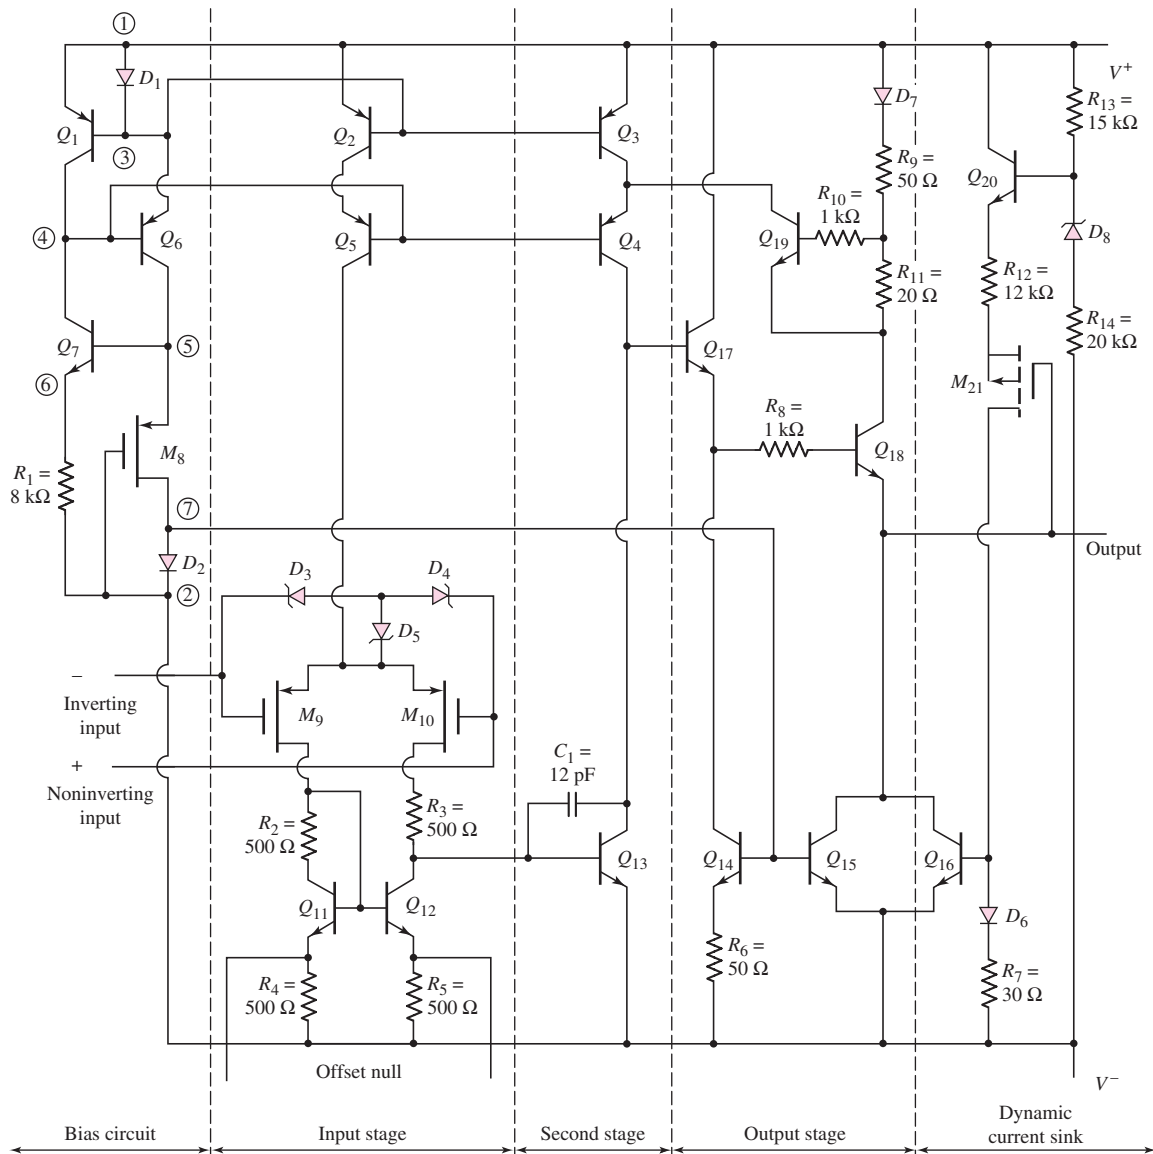 ①
V⁺
D₁
D₇
R₁₃ =
15 kΩ
Q₁
③
Q₂
Q₃
R₉ =
50 Ω
Q₂₀
R₁₀ =
1 kΩ
④
Q₆
Q₅
Q₄
Q₁₉
D₈
R₁₁ =
20 Ω
R₁₂ =
12 kΩ
R₁₄ =
20 kΩ
Q₇
⑤
Q₁₇
⑥
M₂₁
R₈ =
1 kΩ
M₈
Q₁₈
R₁ =
8 kΩ
⑦
Output
D₂
D₃
D₄
②
D₅
−
Inverting
input
M₉
M₁₀
+
Noninverting
input
C₁ =
12 pF
R₂ =
500 Ω
R₃ =
500 Ω
Q₁₃
Q₁₄
Q₁₅
Q₁₆
Q₁₁
Q₁₂
D₆
R₆ =
50 Ω
R₄ =
500 Ω
R₅ =
500 Ω
R₇ =
30 Ω
Offset null
V⁻
Bias circuit
Input stage
Second stage
Output stage
Dynamic
current sink